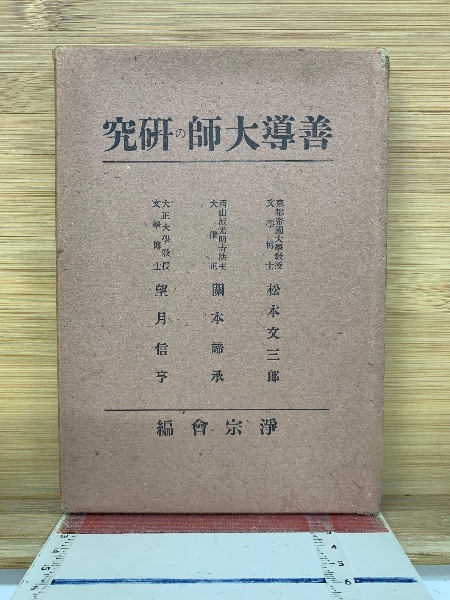 善導大師の研究
京都帝國大學教授
文學博士
松本文三郎
西山派光明寺法主
大僧正
關本諦承
大正大學教授
文學博士
望月信亨
淨宗會編